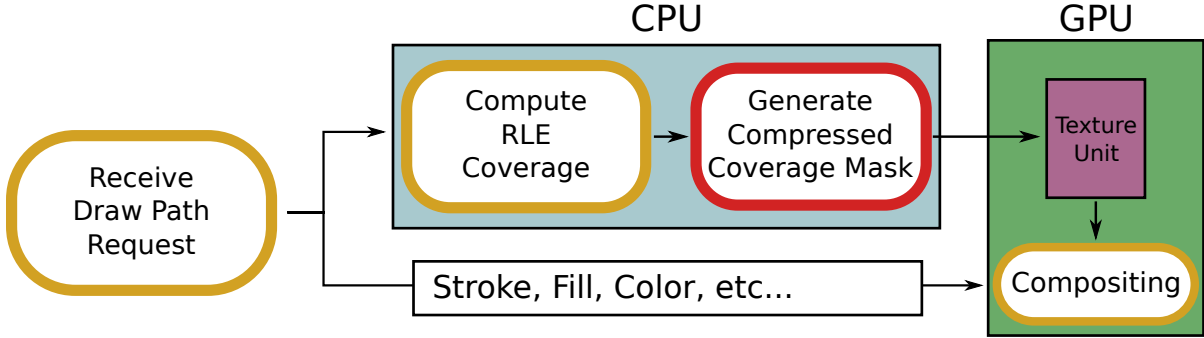 CPU
GPU
Receive
Draw Path
Request
Compute
RLE
Coverage
Generate
Compressed
Coverage Mask
Texture
Unit
Stroke, Fill, Color, etc...
Compositing